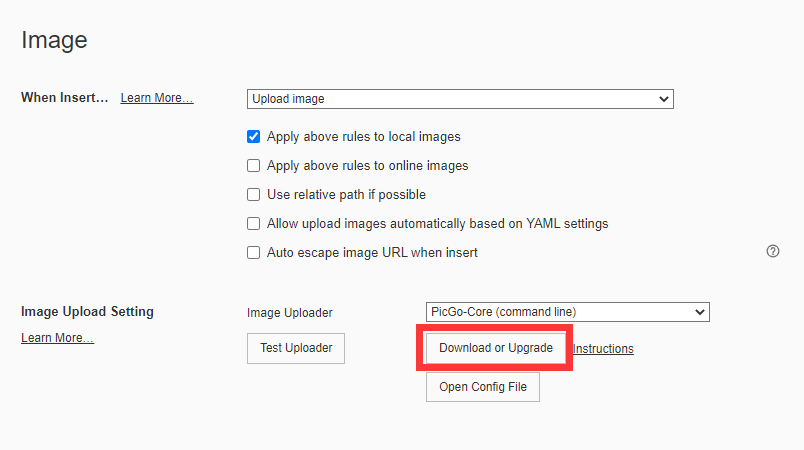 Image
When Insert… Learn More… Upload image
Apply above rules to local images
Apply above rules to online images
Use relative path if possible
Allow upload images automatically based on YAML settings
Auto escape image URL when insert ?
Image Upload Setting Image Uploader PicGo-Core (command line)
Learn More… Test Uploader Download or Upgrade Instructions
Open Config File